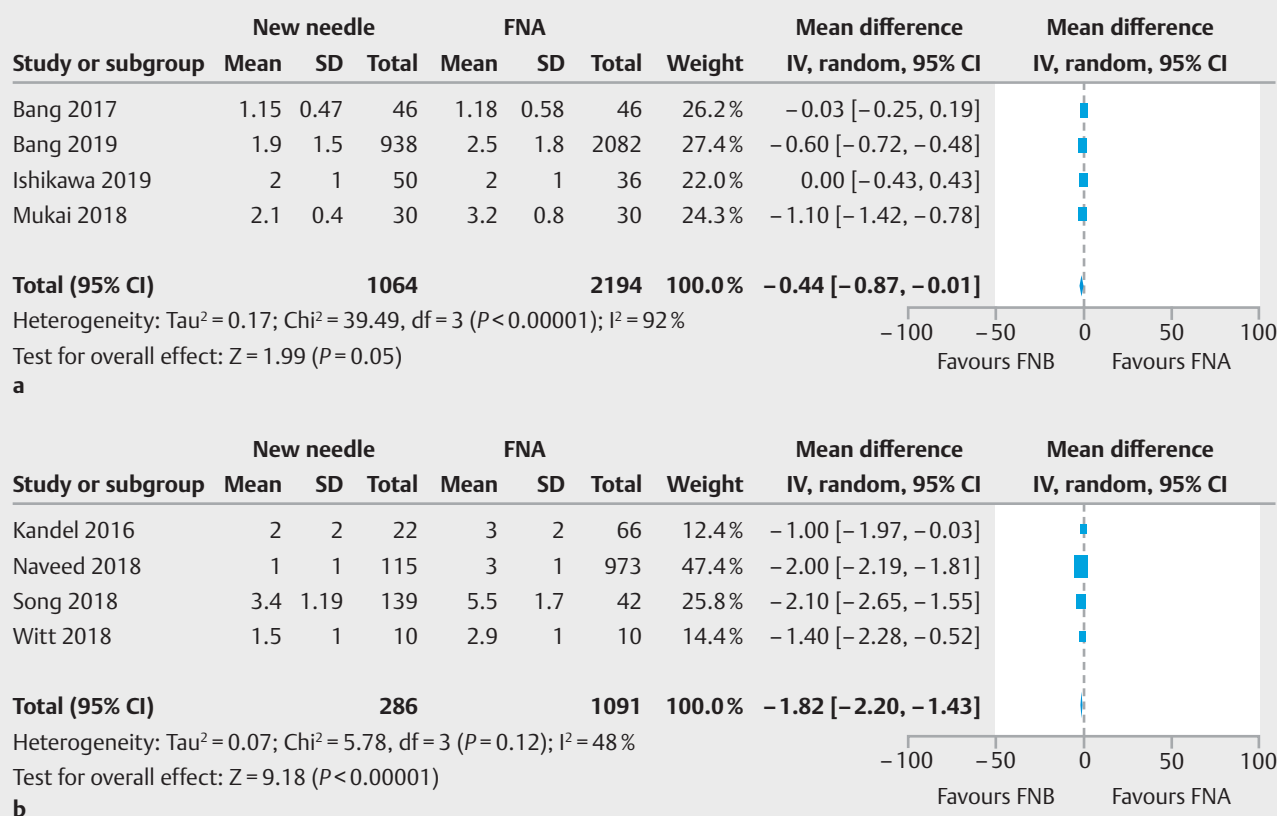 New needle FNA Mean difference Mean difference
Study or subgroup Mean SD Total Mean SD Total Weight IV, random, 95% CI IV, random, 95% CI
Bang 2017 1.15 0.47 46 1.18 0.58 46 26.2% −0.03 [−0.25, 0.19]
Bang 2019 1.9 1.5 938 2.5 1.8 2082 27.4% −0.60 [−0.72, −0.48]
Ishikawa 2019 2 1 50 2 1 36 22.0% 0.00 [−0.43, 0.43]
Mukai 2018 2.1 0.4 30 3.2 0.8 30 24.3% −1.10 [−1.42, −0.78]
Total (95% CI) 1064 2194 100.0% −0.44 [−0.87, −0.01]
Heterogeneity: Tau² = 0.17; Chi² = 39.49, df = 3 (P < 0.00001); I² = 92%
−100 −50 0 50 100
Test for overall effect: Z = 1.99 (P = 0.05)
Favours FNB Favours FNA
a
New needle FNA Mean difference Mean difference
Study or subgroup Mean SD Total Mean SD Total Weight IV, random, 95% CI IV, random, 95% CI
Kandel 2016 2 2 22 3 2 66 12.4% −1.00 [−1.97, −0.03]
Naveed 2018 1 1 115 3 1 973 47.4% −2.00 [−2.19, −1.81]
Song 2018 3.4 1.19 139 5.5 1.7 42 25.8% −2.10 [−2.65, −1.55]
Witt 2018 1.5 1 10 2.9 1 10 14.4% −1.40 [−2.28, −0.52]
Total (95% CI) 286 1091 100.0% −1.82 [−2.20, −1.43]
Heterogeneity: Tau² = 0.07; Chi² = 5.78, df = 3 (P = 0.12); I² = 48%
−100 −50 0 50 100
Test for overall effect: Z = 9.18 (P < 0.00001)
Favours FNB Favours FNA
b